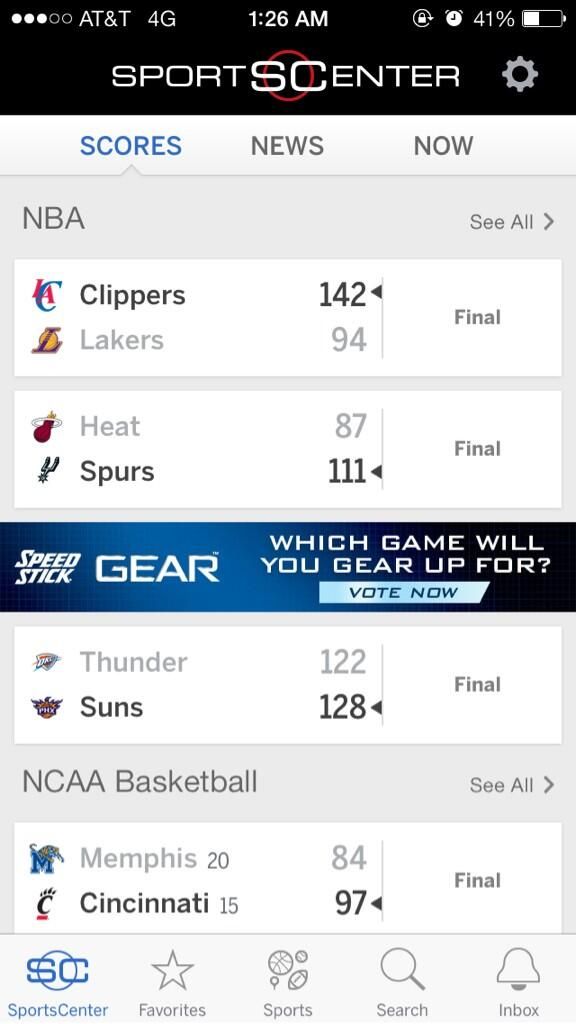 AT&T 4G 1:26 AM 41%
SPORTSCENTER
SCORES NEWS NOW
NBA See All
Clippers 142
Final
Lakers 94
Heat 87
Final
Spurs 111
SPEED STICK GEAR™ WHICH GAME WILL
YOU GEAR UP FOR?
VOTE NOW
Thunder 122
Final
Suns 128
NCAA Basketball See All
Memphis 20 84
Final
Cincinnati 15 97
SC
SportsCenter Favorites Sports Search Inbox